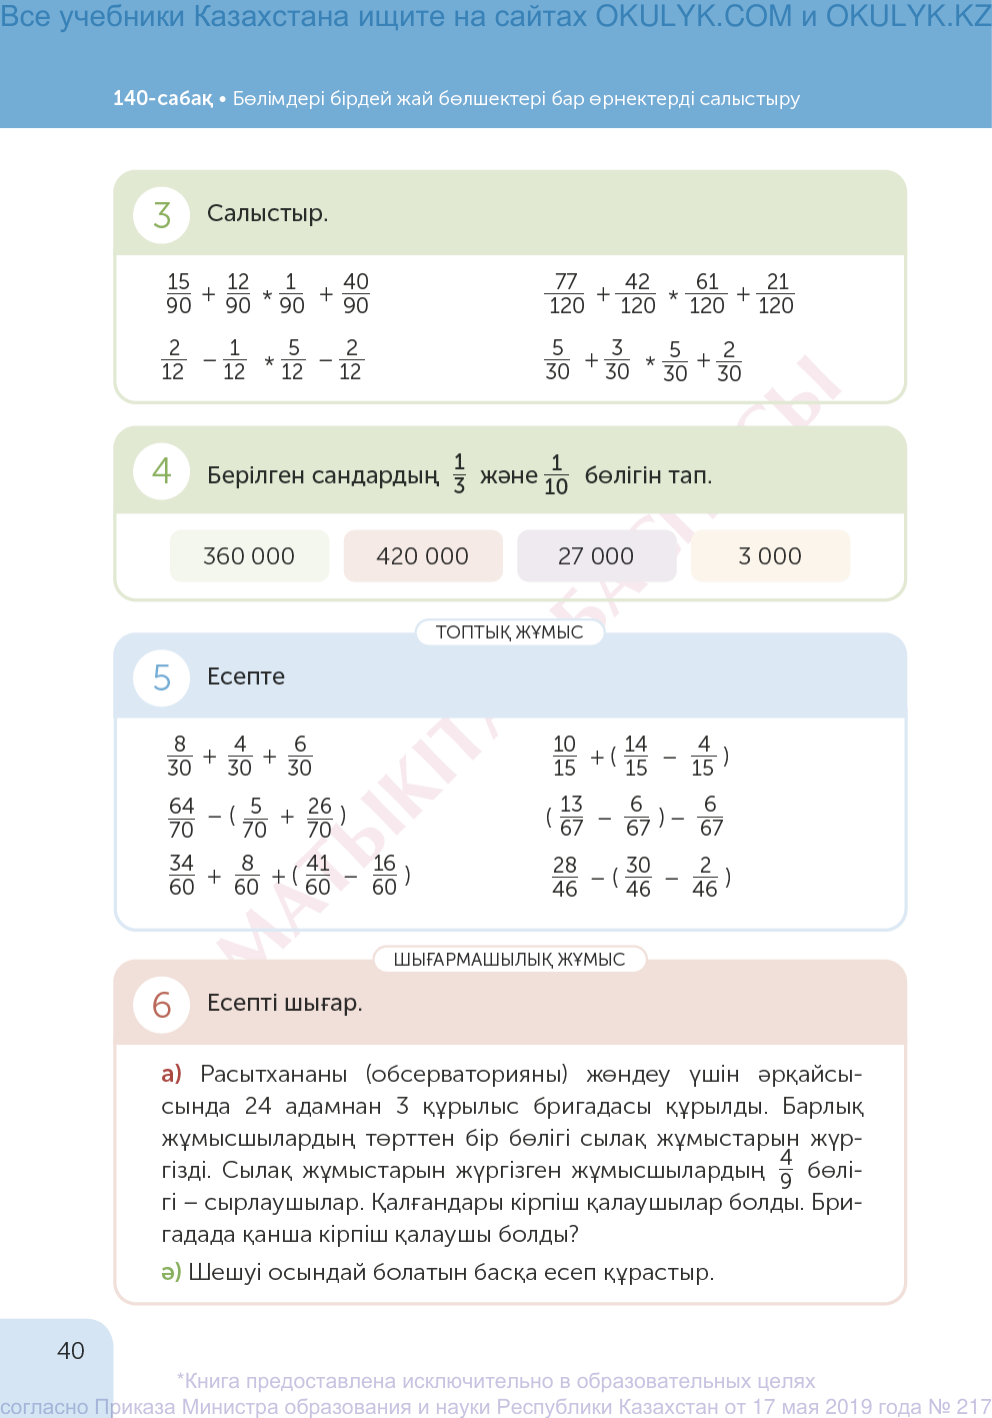 Все учебники Казахстана ищите на сайтах OKULYK.COM и OKULYK.KZ
140-сабақ • Бөлімдері бірдей жай бөлшектері бар өрнектерді салыстыру
3 Салыстыр.
15/90 + 12/90 * 1/90 + 40/90
77/120 + 42/120 * 61/120 + 21/120
2/12 − 1/12 * 5/12 − 2/12
5/30 + 3/30 * 5/30 + 2/30
4 Берілген сандардың 1/3 және 1/10 бөлігін тап.
360 000 420 000 27 000 3 000
ТОПТЫҚ ЖҰМЫС
5 Есепте
8/30 + 4/30 + 6/30
10/15 + ( 14/15 − 4/15 )
64/70 − ( 5/70 + 26/70 )
( 13/67 − 6/67 ) − 6/67
34/60 + 8/60 + ( 41/60 − 16/60 )
28/46 − ( 30/46 − 2/46 )
ШЫҒАРМАШЫЛЫҚ ЖҰМЫС
6 Есепті шығар.
а) Расытхананы (обсерваторияны) жөндеу үшін әрқайсы-
сында 24 адамнан 3 құрылыс бригадасы құрылды. Барлық
жұмысшылардың төрттен бір бөлігі сылақ жұмыстарын жүр-
гізді. Сылақ жұмыстарын жүргізген жұмысшылардың 4/9 бөлі-
гі – сырлаушылар. Қалғандары кірпіш қалаушылар болды. Бри-
гадада қанша кірпіш қалаушы болды?
ә) Шешуі осындай болатын басқа есеп құрастыр.
40
*Книга предоставлена исключительно в образовательных целях
согласно Приказа Министра образования и науки Республики Казахстан от 17 мая 2019 года № 217